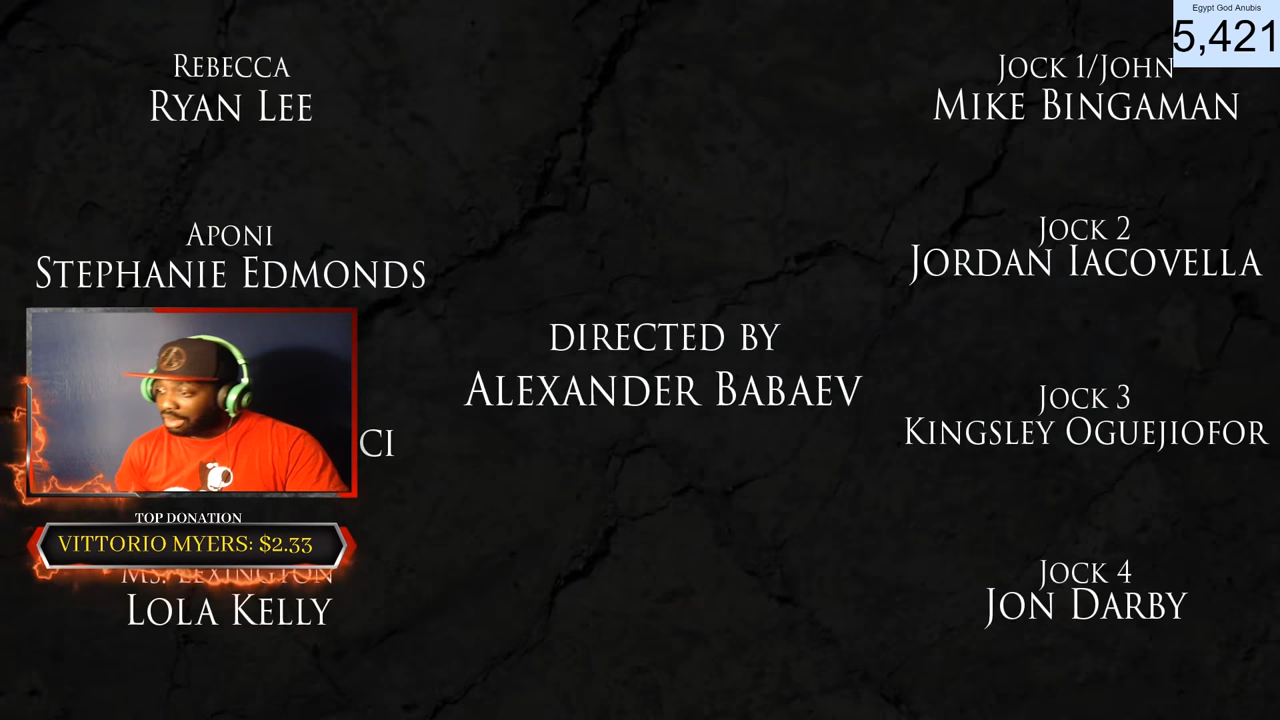 Egypt God Anubis
5,421
REBECCA
RYAN LEE
APONI
STEPHANIE EDMONDS
CI
TOP DONATION
VITTORIO MYERS: $2.33
MS. LEXINGTON
LOLA KELLY
DIRECTED BY
ALEXANDER BABAEV
JOCK 1/JOHN
MIKE BINGAMAN
JOCK 2
JORDAN IACOVELLA
JOCK 3
KINGSLEY OGUEJIOFOR
JOCK 4
JON DARBY